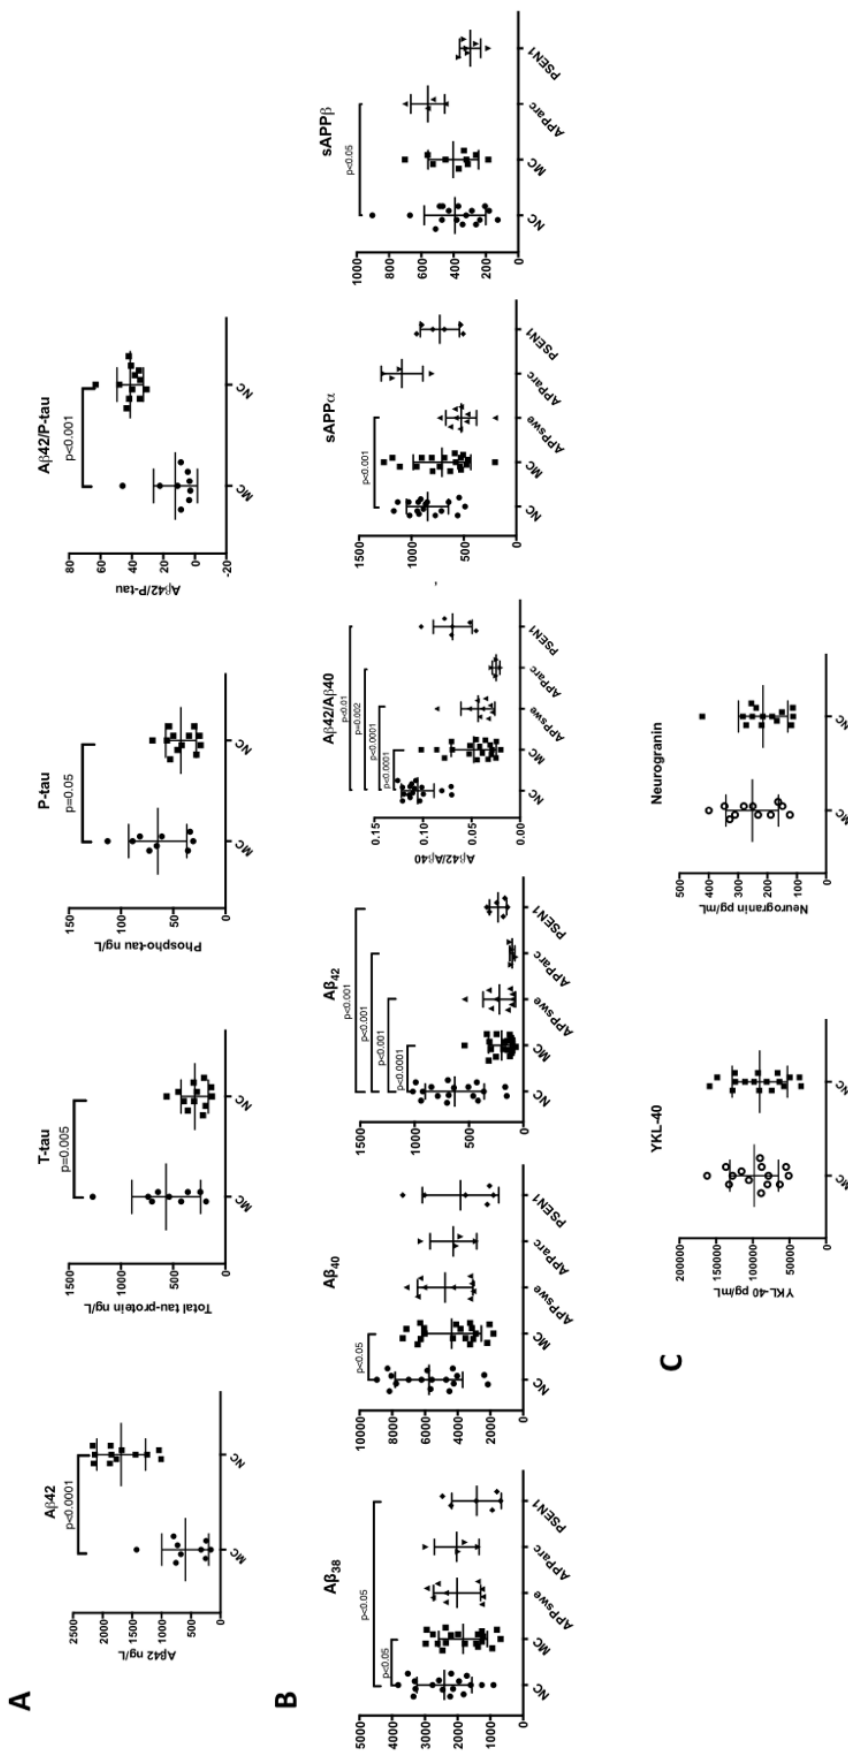 A
Aβ42
p<0.0001
Aβ42 ng/L
2500
2000
1500
1000
500
0
MC
NC
T-tau
p=0.005
Total tau-protein ng/L
1500
1000
500
0
MC
NC
P-tau
p=0.05
Phospho-tau ng/L
150
100
50
0
MC
NC
Aβ42/P-tau
p<0.001
Aβ42/P-tau
80
60
40
20
0
-20
MC
NC
B
Aβ38
p<0.05
p<0.05
5000
4000
3000
2000
1000
0
NC
MC
APPswe
APParc
PSEN1
Aβ40
p<0.05
10000
8000
6000
4000
2000
0
NC
MC
APPswe
APParc
PSEN1
Aβ42
p<0.001
p<0.001
p<0.001
p<0.0001
1500
1000
500
0
NC
MC
APPswe
APParc
PSEN1
Aβ42/Aβ40
p<0.01
p=0.002
p<0.0001
p<0.0001
Aβ42/Aβ40
0.15
0.10
0.05
0.00
NC
MC
APPswe
APParc
PSEN1
sAPPα
p<0.001
1500
1000
500
0
NC
MC
APPswe
APParc
PSEN1
sAPPβ
p<0.05
1000
800
600
400
200
0
NC
MC
APParc
PSEN1
C
YKL-40
YKL-40 pg/mL
200000
150000
100000
50000
0
MC
NC
Neurogranin
Neurogranin pg/mL
500
400
300
200
100
0
MC
NC